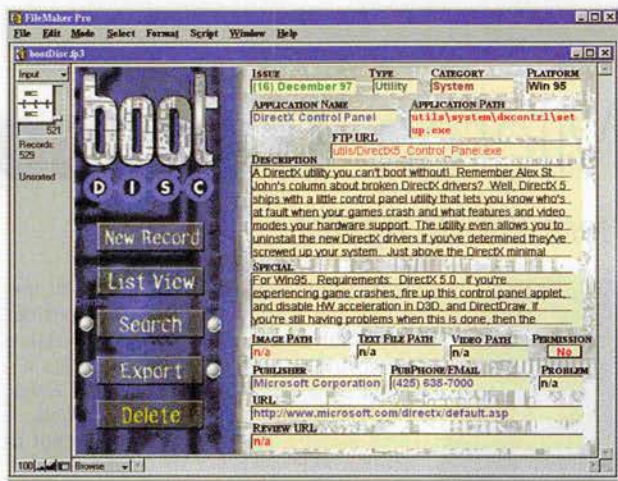 FileMaker Pro
File Edit Mode Select Format Script Window Help
bootDisc.fp3
Input
521
Records:
529
Unsorted
boot
DISC
New Record
List View
Search
Export
Delete
ISSUE TYPE CATEGORY PLATFORM
(16) December 97 Utility System Win 95
APPLICATION NAME APPLICATION PATH
DirectX Control Panel utils\system\dxcontrl\set
up.exe
FTP URL
utils/DirectX5_Control_Panel.exe
DESCRIPTION
A DirectX utility you can't boot without! Remember Alex St.
John's column about broken DirectX drivers? Well, DirectX 5
ships with a little control panel utility that lets you know who's
at fault when your games crash and what features and video
modes your hardware support. The utility even allows you to
uninstall the new DirectX drivers if you've determined they've
screwed up your system. Just above the DirectX minimal
SPECIAL
For Win95. Requirements: DirectX 5.0. If you're
experiencing game crashes, fire up this control panel applet,
and disable HW acceleration in D3D, and DirectDraw. If
you're still having problems when this is done, then the
IMAGE PATH TEXT FILE PATH VIDEO PATH PERMISSION
n/a n/a n/a No
PUBLISHER PUBPHONE/EMAIL PROBLEM
Microsoft Corporation (425) 635-7000 n/a
URL
http://www.microsoft.com/directx/default.asp
REVIEW URL
n/a
100 Browse